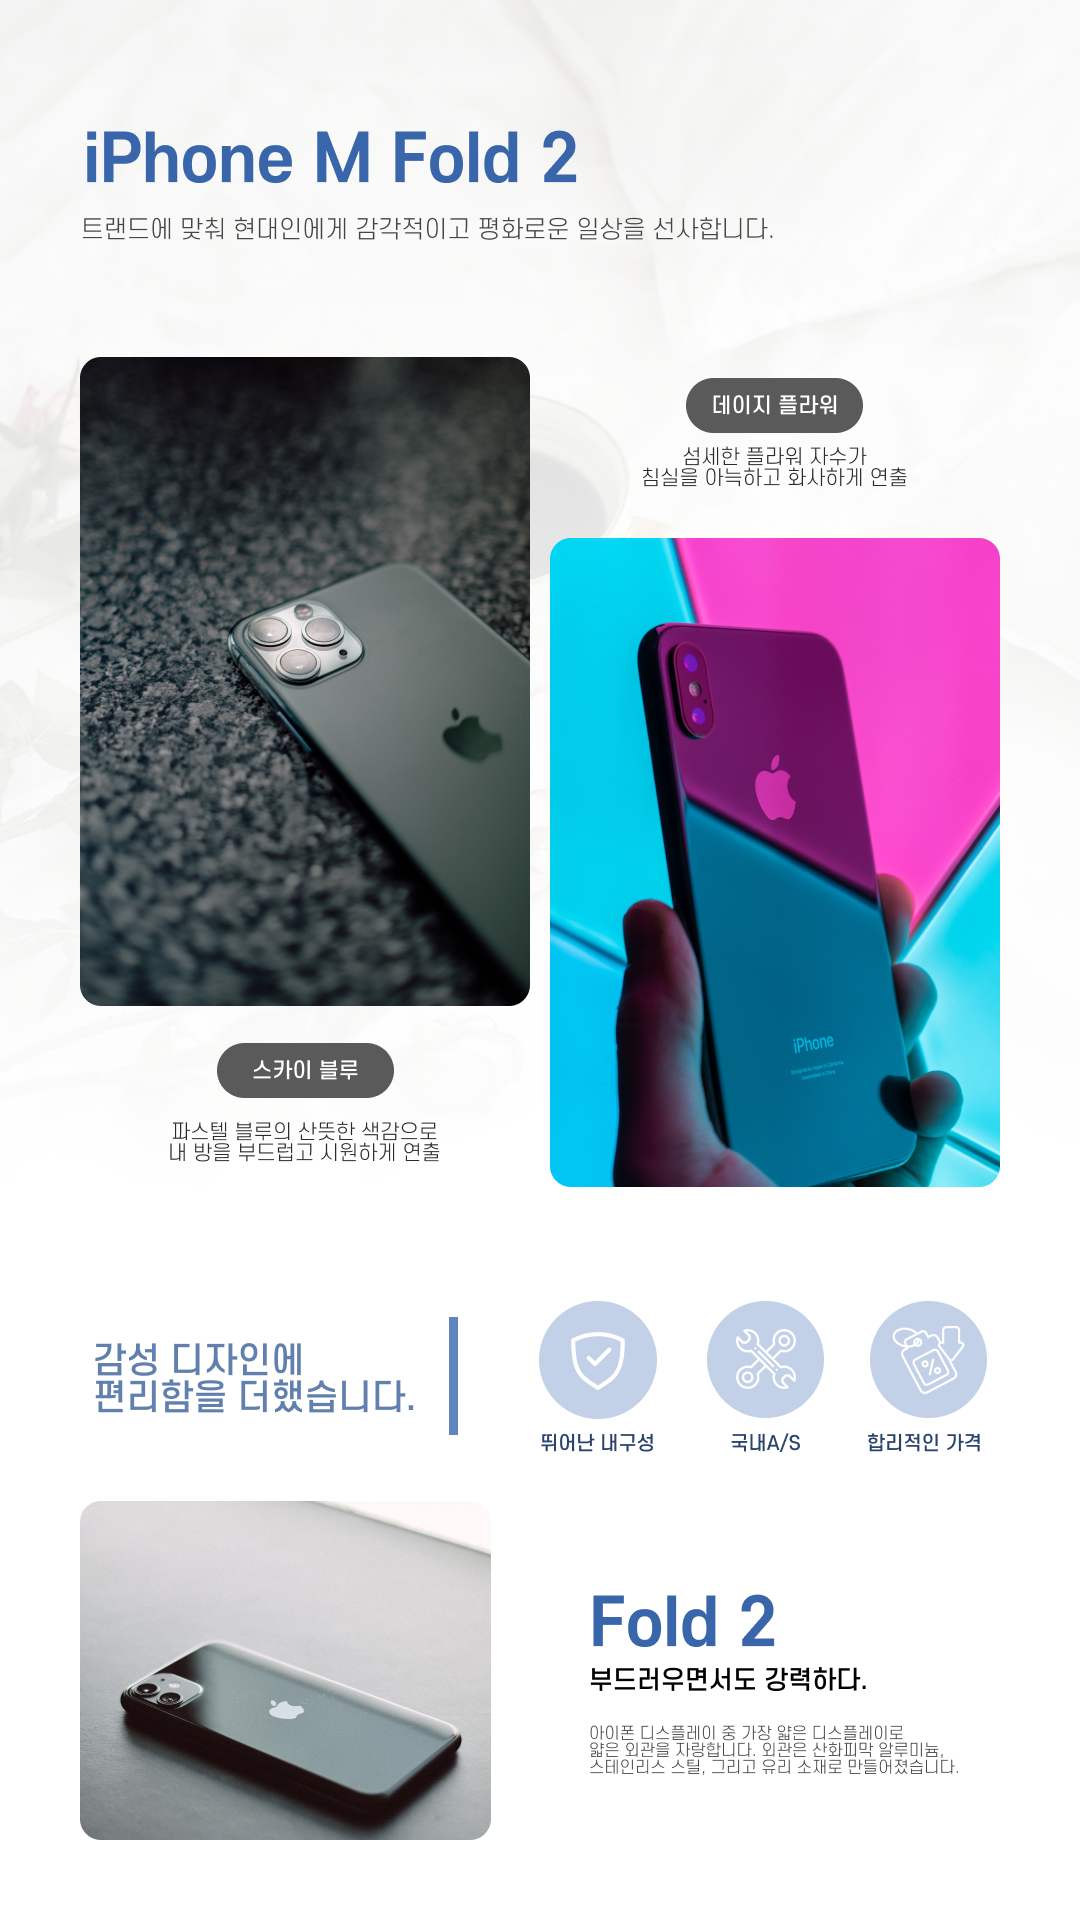 iPhone M Fold 2
트랜드에 맞춰 현대인에게 감각적이고 평화로운 일상을 선사합니다.
데이지 플라워
섬세한 플라워 자수가
침실을 아늑하고 화사하게 연출
iPhone
Designed by Apple in California
Assembled in China
스카이 블루
파스텔 블루의 산뜻한 색감으로
내 방을 부드럽고 시원하게 연출
감성 디자인에
편리함을 더했습니다.
뛰어난 내구성
국내A/S
%
합리적인 가격
Fold 2
부드러우면서도 강력하다.
아이폰 디스플레이 중 가장 얇은 디스플레이로
얇은 외관을 자랑합니다. 외관은 산화피막 알루미늄,
스테인리스 스틸, 그리고 유리 소재로 만들어졌습니다.